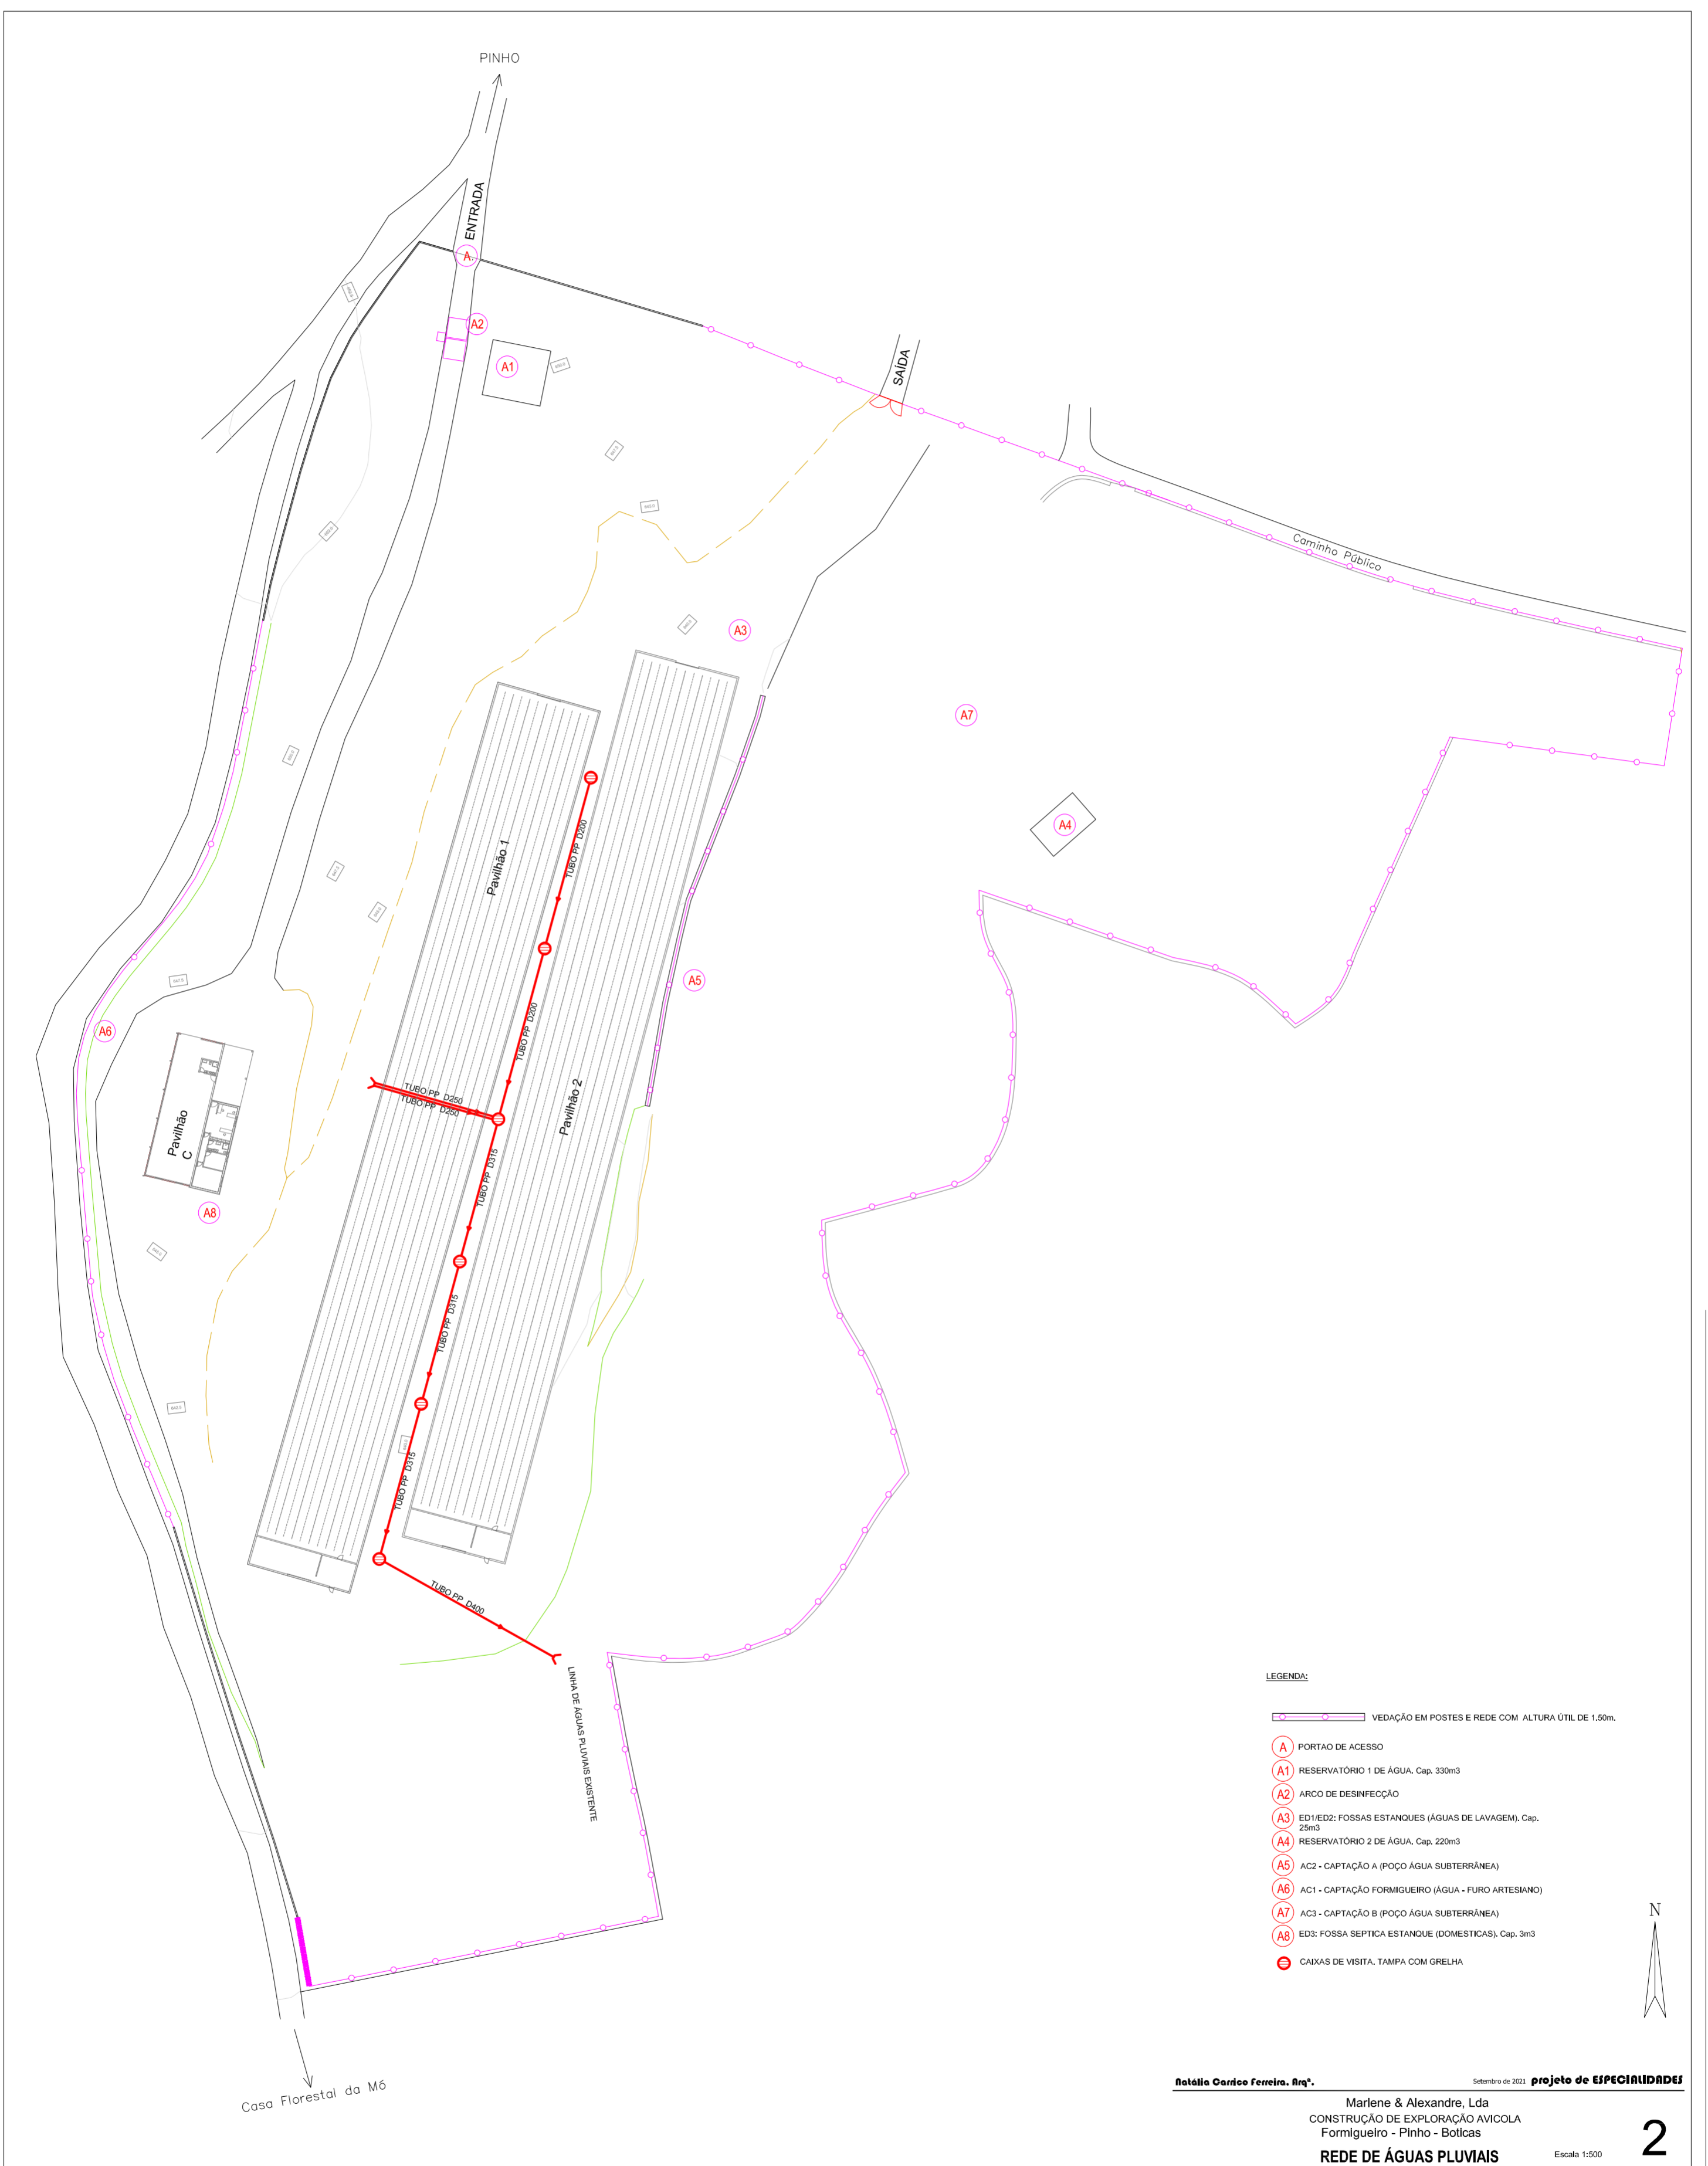 PINHO
ENTRADA
A
A2
A1
SAÍDA
Caminho Público
A3
A7
A4
Pavilhão 1
TUBO PP D200
TUBO PP D200
A5
A6
Pavilhão
C
TUBO PP D250
TUBO PP D250
Pavilhão 2
TUBO PP D315
A8
TUBO PP D315
TUBO PP D315
TUBO PP D400
LINHA DE ÁGUAS PLUVIAIS EXISTENTE
Casa Florestal da Mó
LEGENDA:
VEDAÇÃO EM POSTES E REDE COM ALTURA ÚTIL DE 1,50m.
A PORTAO DE ACESSO
A1 RESERVATÓRIO 1 DE ÁGUA. Cap. 330m3
A2 ARCO DE DESINFECÇÃO
A3 ED1/ED2: FOSSAS ESTANQUES (ÁGUAS DE LAVAGEM). Cap.
25m3
A4 RESERVATÓRIO 2 DE ÁGUA. Cap. 220m3
A5 AC2 - CAPTAÇÃO A (POÇO ÁGUA SUBTERRÂNEA)
A6 AC1 - CAPTAÇÃO FORMIGUEIRO (ÁGUA - FURO ARTESIANO)
A7 AC3 - CAPTAÇÃO B (POÇO ÁGUA SUBTERRÂNEA)
A8 ED3: FOSSA SEPTICA ESTANQUE (DOMESTICAS). Cap. 3m3
CAIXAS DE VISITA. TAMPA COM GRELHA
N
Natália Carrico Ferreira. Arqª. Setembro de 2021 projeto de ESPECIALIDADES
Marlene & Alexandre, Lda
CONSTRUÇÃO DE EXPLORAÇÃO AVICOLA
Formigueiro - Pinho - Boticas
REDE DE ÁGUAS PLUVIAIS
Escala 1:500
2